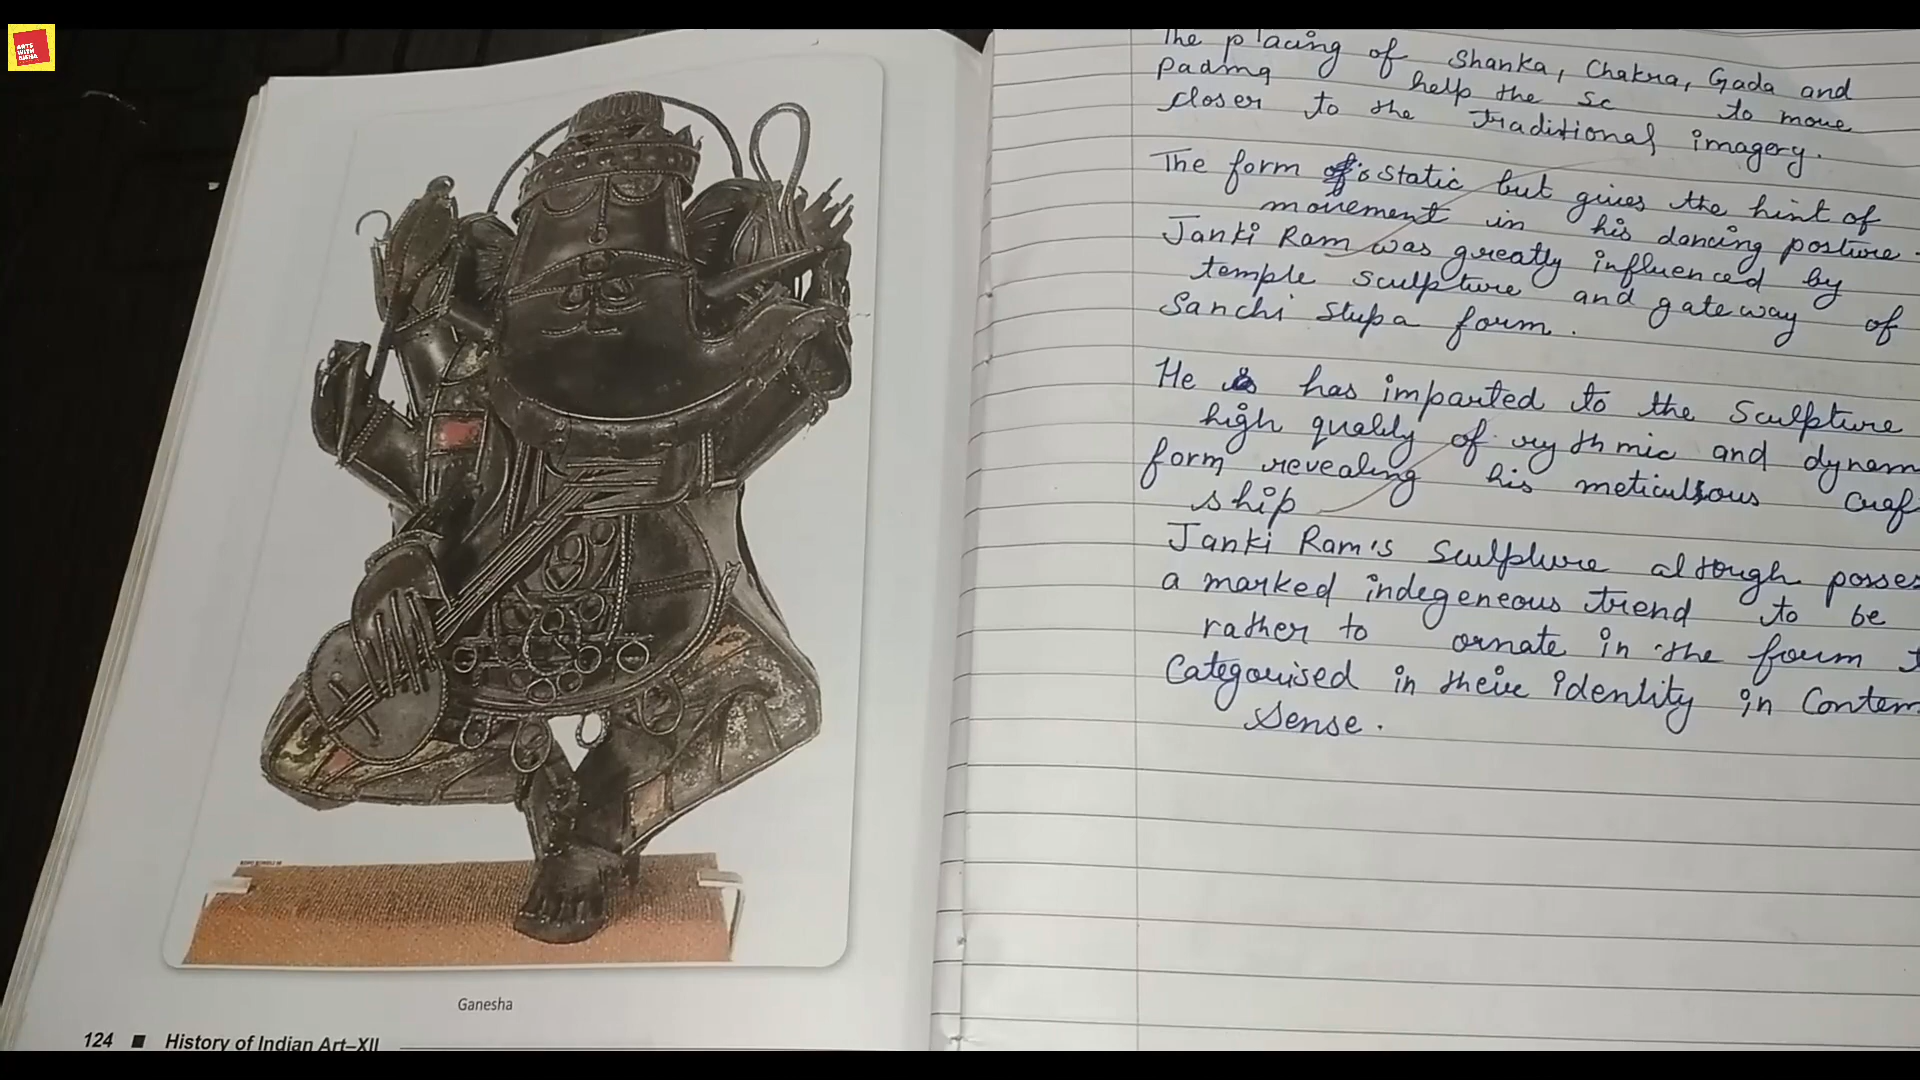 ARTS
WITH
Ganesha
124 ■ History of Indian Art–XII
The placing of Shanka, Chakra, Gada and
Padma help the Sc to move
closer to the traditional imagery.
The form is static but gives the hint of
movement in his dancing posture.
Janki Ram was greatly influenced by
temple sculpture and gateway of
Sanchi Stupa form.
He has imparted to the Sculpture
high qualily of rythmic and dynam
form revealing his meticulous craf
ship
Janki Ram's Sculpture altough posses
a marked indegeneous trend to be
rather to ornate in the form t
Categorised in their identity in Contem
Sense.